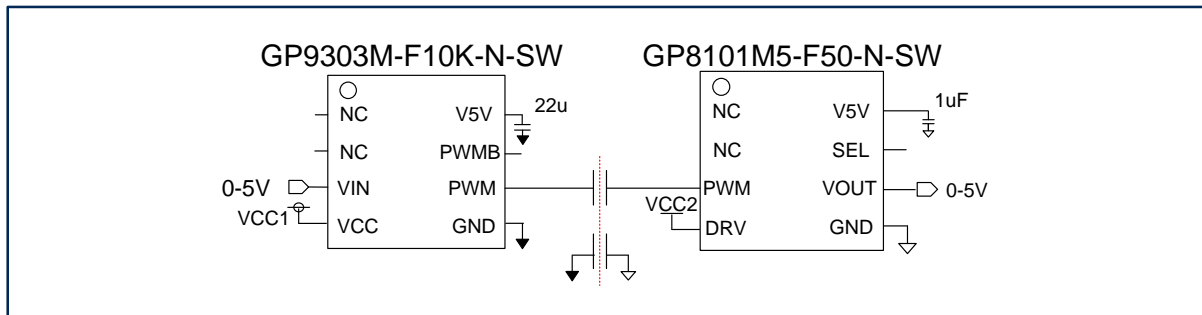 GP9303M-F10K-N-SW
GP8101M5-F50-N-SW
NC
V5V
22u
NC
PWMB
0-5V
VIN
PWM
VCC1
VCC
GND
NC
V5V
1uF
NC
SEL
PWM
VOUT
0-5V
VCC2
DRV
GND